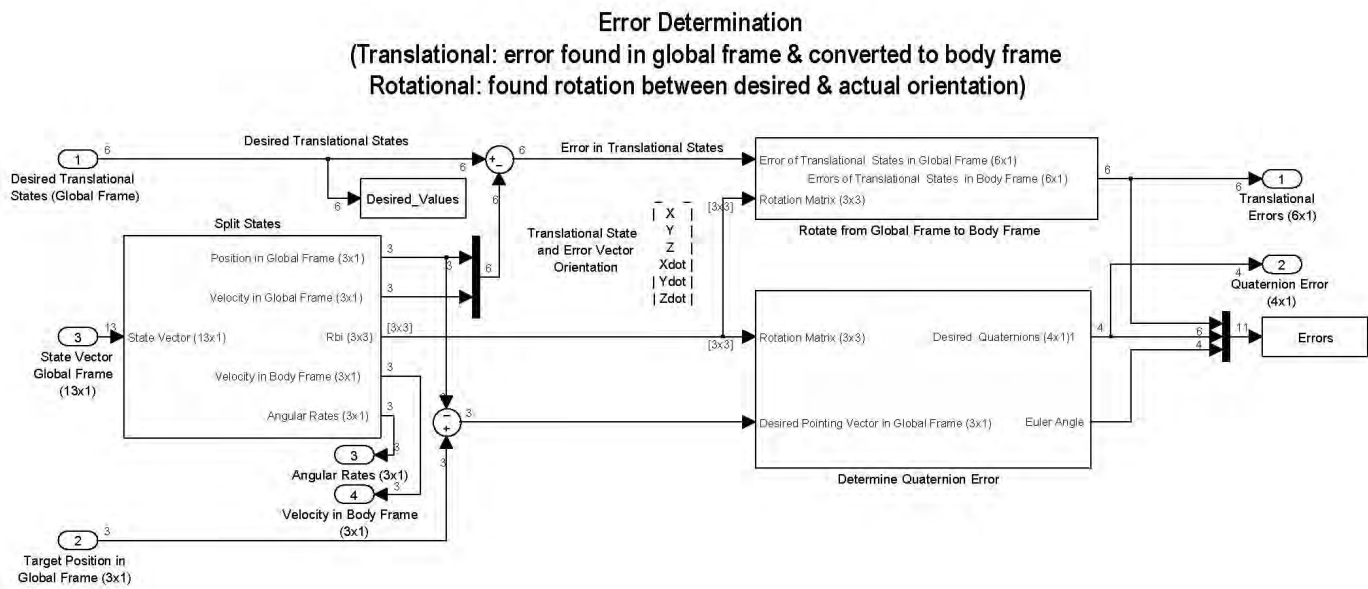 Error Determination
(Translational: error found in global frame & converted to body frame
Rotational: found rotation between desired & actual orientation)
1
6
Desired Translational
States (Global Frame)
Desired Translational States
6
6
Desired_Values
+
-
6
6
Error in Translational States
Error of Translational States in Global Frame (6x1)
Errors of Translational States in Body Frame (6x1)
[3x3]
Rotation Matrix (3x3)
Rotate from Global Frame to Body Frame
6
6
1
Translational
Errors (6x1)
Split States
3
13
State Vector
Global Frame
(13x1)
State Vector (13x1)
Position in Global Frame (3x1)
3
3
Velocity in Global Frame (3x1)
3
Rbi (3x3)
[3x3]
Velocity in Body Frame (3x1)
3
Angular Rates (3x1)
3
6
Translational State
and Error Vector
Orientation
X
Y
Z
Xdot
Ydot
Zdot
4
2
Quaternion Error
(4x1)
[3x3]
Rotation Matrix (3x3)
Desired Quaternions (4x1)1
4
Desired Pointing Vector in Global Frame (3x1)
Euler Angle
Determine Quaternion Error
6
4
11
Errors
-
+
3
3
3
3
Angular Rates (3x1)
3
4
Velocity in Body Frame
(3x1)
2
3
Target Position in
Global Frame (3x1)